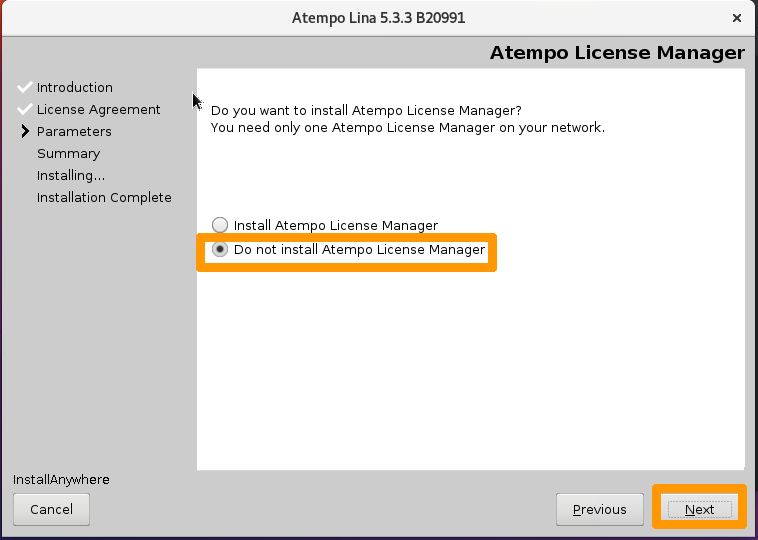 Atempo Lina 5.3.3 B20991
Atempo License Manager
Introduction
License Agreement
Parameters
Summary
Installing...
Installation Complete
Do you want to install Atempo License Manager?
You need only one Atempo License Manager on your network.
Install Atempo License Manager
Do not install Atempo License Manager
InstallAnywhere
Cancel
Previous
Next